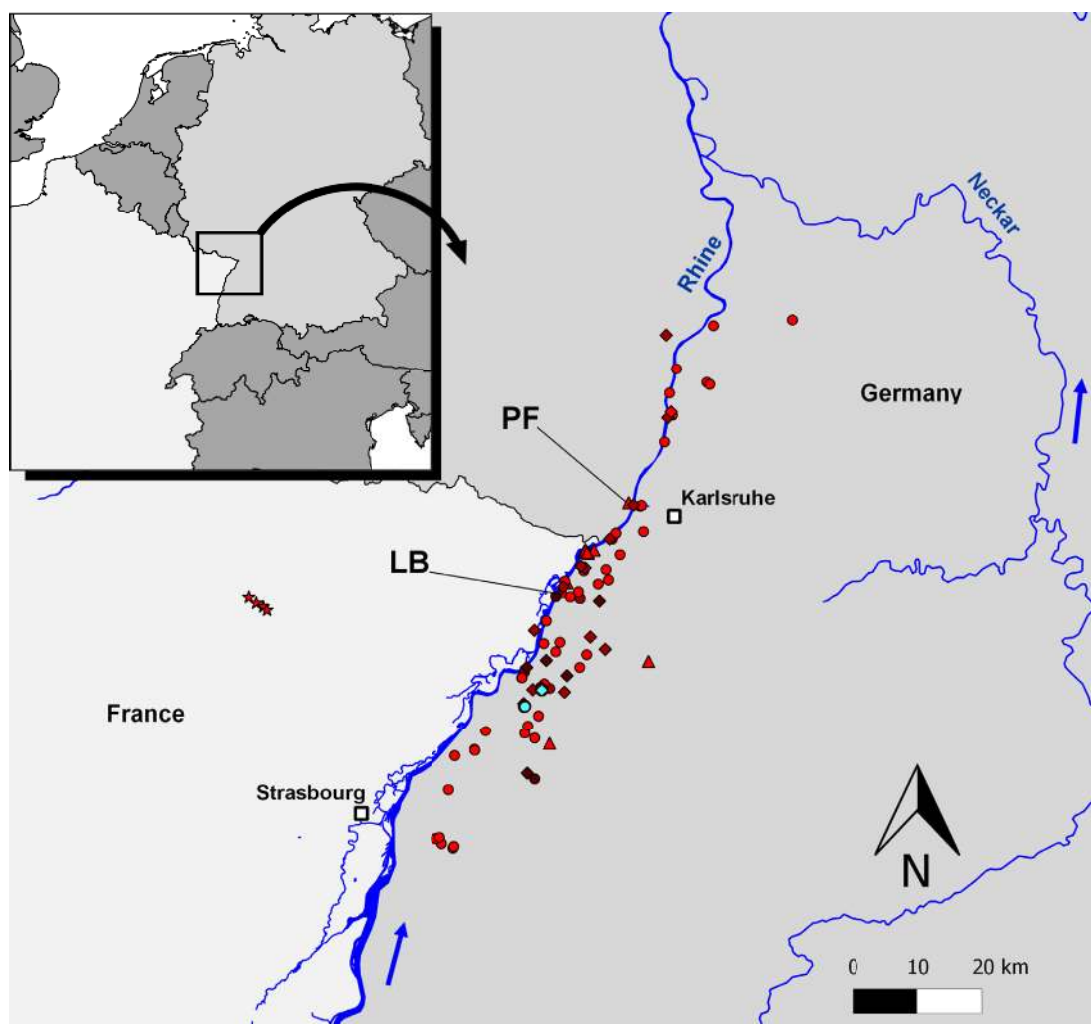 Neckar
Rhine
Germany
PF
Karlsruhe
LB
France
Strasbourg
N
0 10 20 km